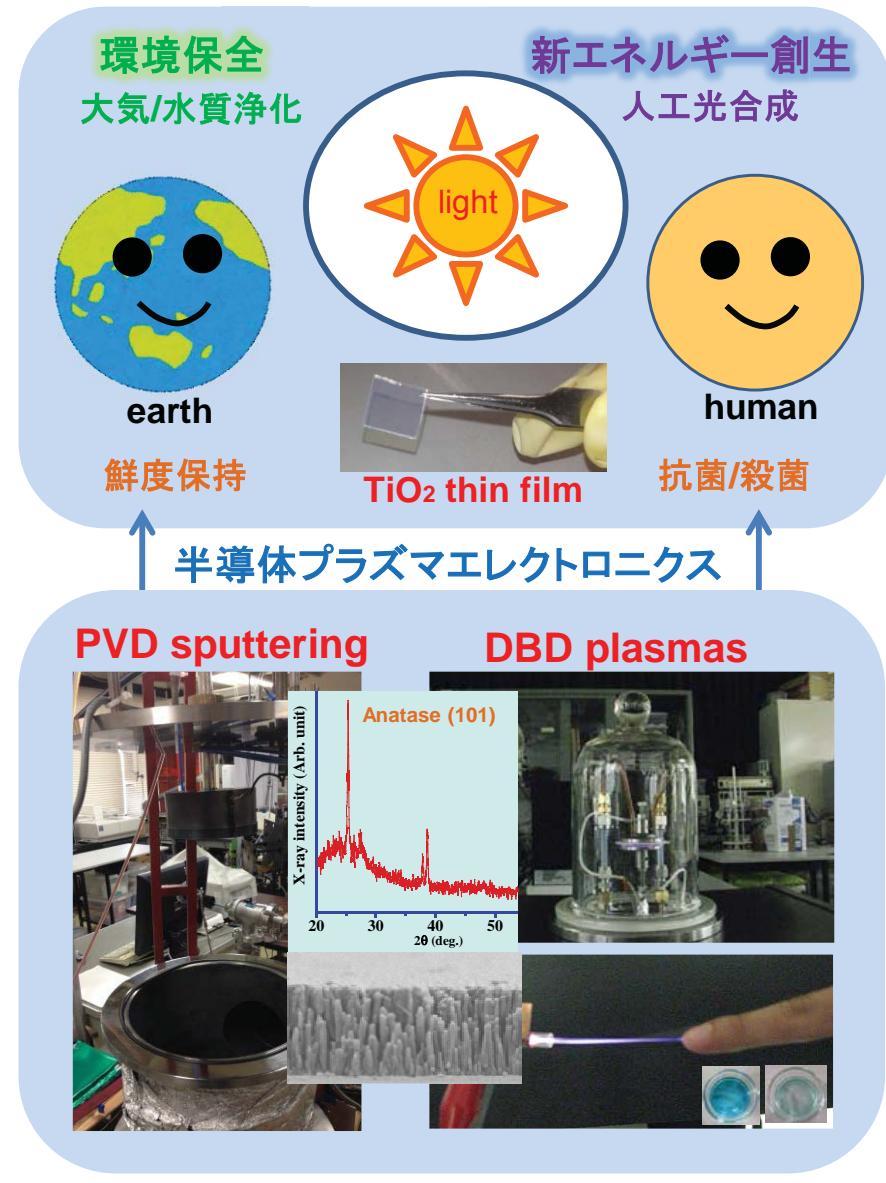 環境保全
大気/水質浄化
新エネルギー創生
人工光合成
light
earth
human
鮮度保持
TiO2 thin film
抗菌/殺菌
半導体プラズマエレクトロニクス
PVD sputtering
DBD plasmas
Anatase (101)
X-ray intensity (Arb. unit)
20 30 40 50
2θ (deg.)